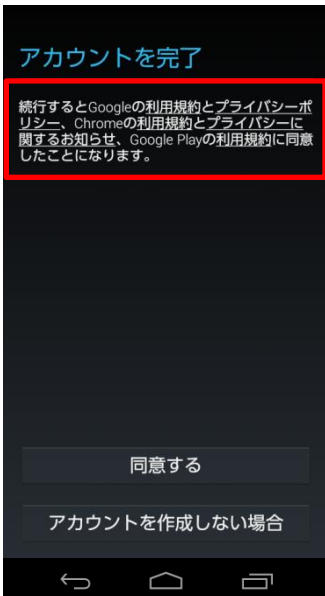 アカウントを完了
続行するとGoogleの利用規約とプライバシーポ
リシー、Chromeの利用規約とプライバシーに
関するお知らせ、Google Playの利用規約に同意
したことになります。
同意する
アカウントを作成しない場合